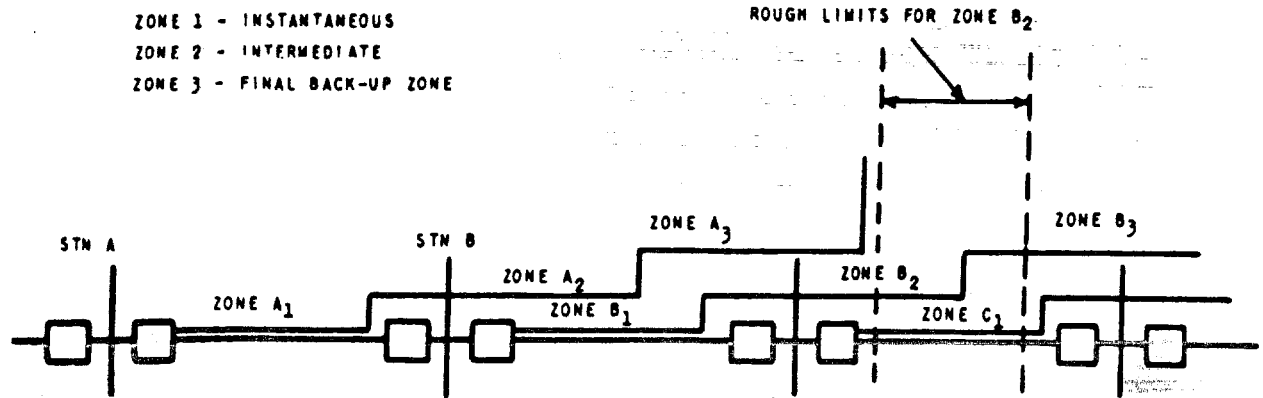 ZONE 1 - INSTANTANEOUS
ZONE 2 - INTERMEDIATE
ZONE 3 - FINAL BACK-UP ZONE
ROUGH LIMITS FOR ZONE B2
STN A
STN B
ZONE A3
ZONE B3
ZONE A2
ZONE B2
ZONE A1
ZONE B1
ZONE C1